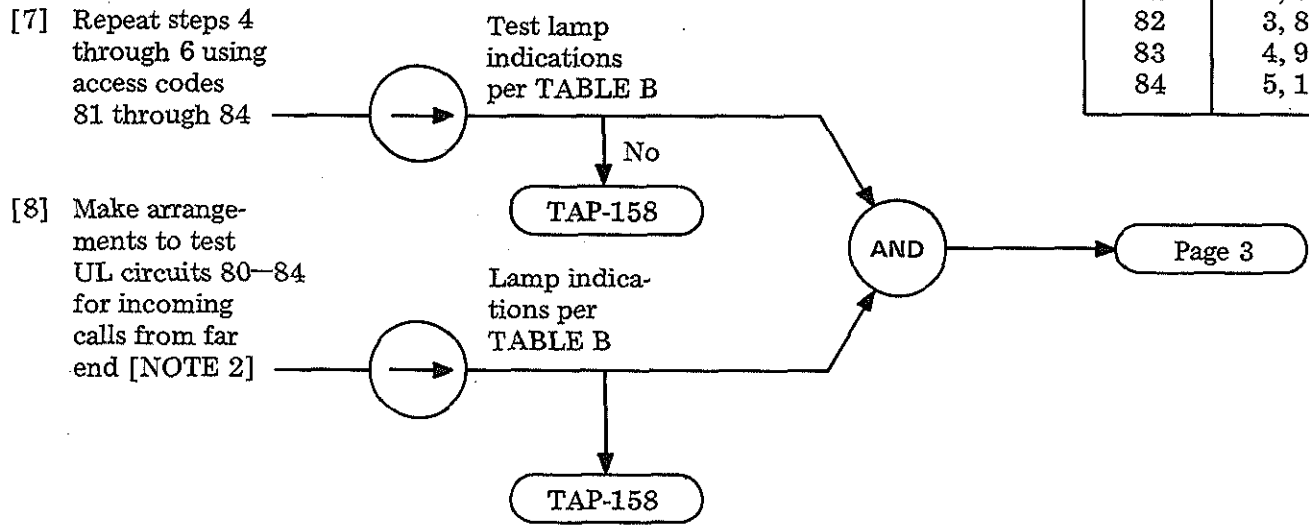 [7] Repeat steps 4
through 6 using
access codes
81 through 84
Test lamp
indications
per TABLE B
No
TAP-158
82 3, 8
83 4, 9
84 5, 1
[8] Make arrange-
ments to test
UL circuits 80—84
for incoming
calls from far
end [NOTE 2]
Lamp indica-
tions per
TABLE B
TAP-158
AND
Page 3